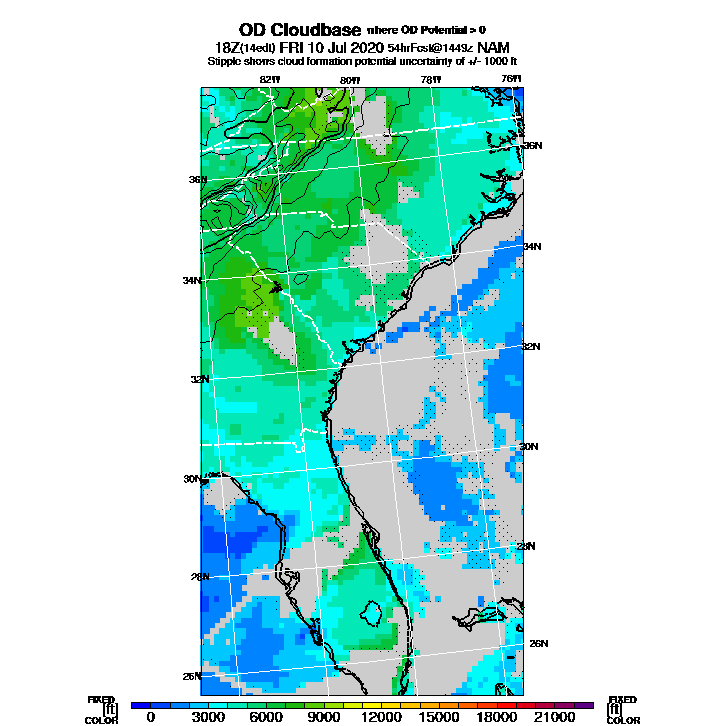 OD Cloudbase where OD Potential > 0
18Z(14edt) FRI 10 Jul 2020 54hrFcst@1449z NAM
Stipple shows cloud formation potential uncertainty of +/- 1000 ft
82W 80W 78W 76W
36N
36N
34N
34N
32N
32N
30N
30N
28N
28N
26N
26N
FIXED [ft] COLOR
0 3000 6000 9000 12000 15000 18000 21000
FIXED [ft] COLOR